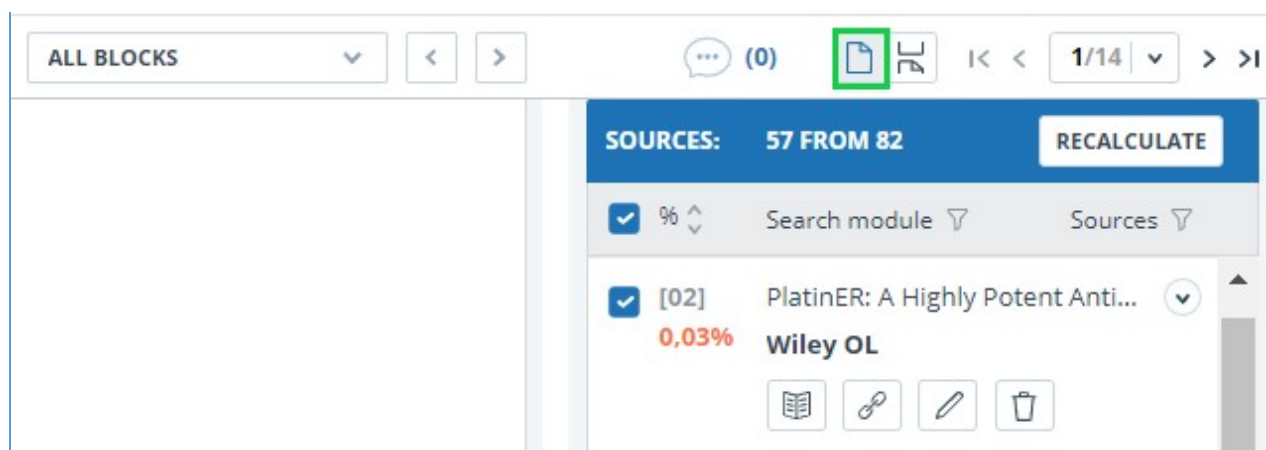 ALL BLOCKS (0) 1/14
SOURCES: 57 FROM 82 RECALCULATE
% Search module Sources
[02] PlatinER: A Highly Potent Anti...
0,03% Wiley OL